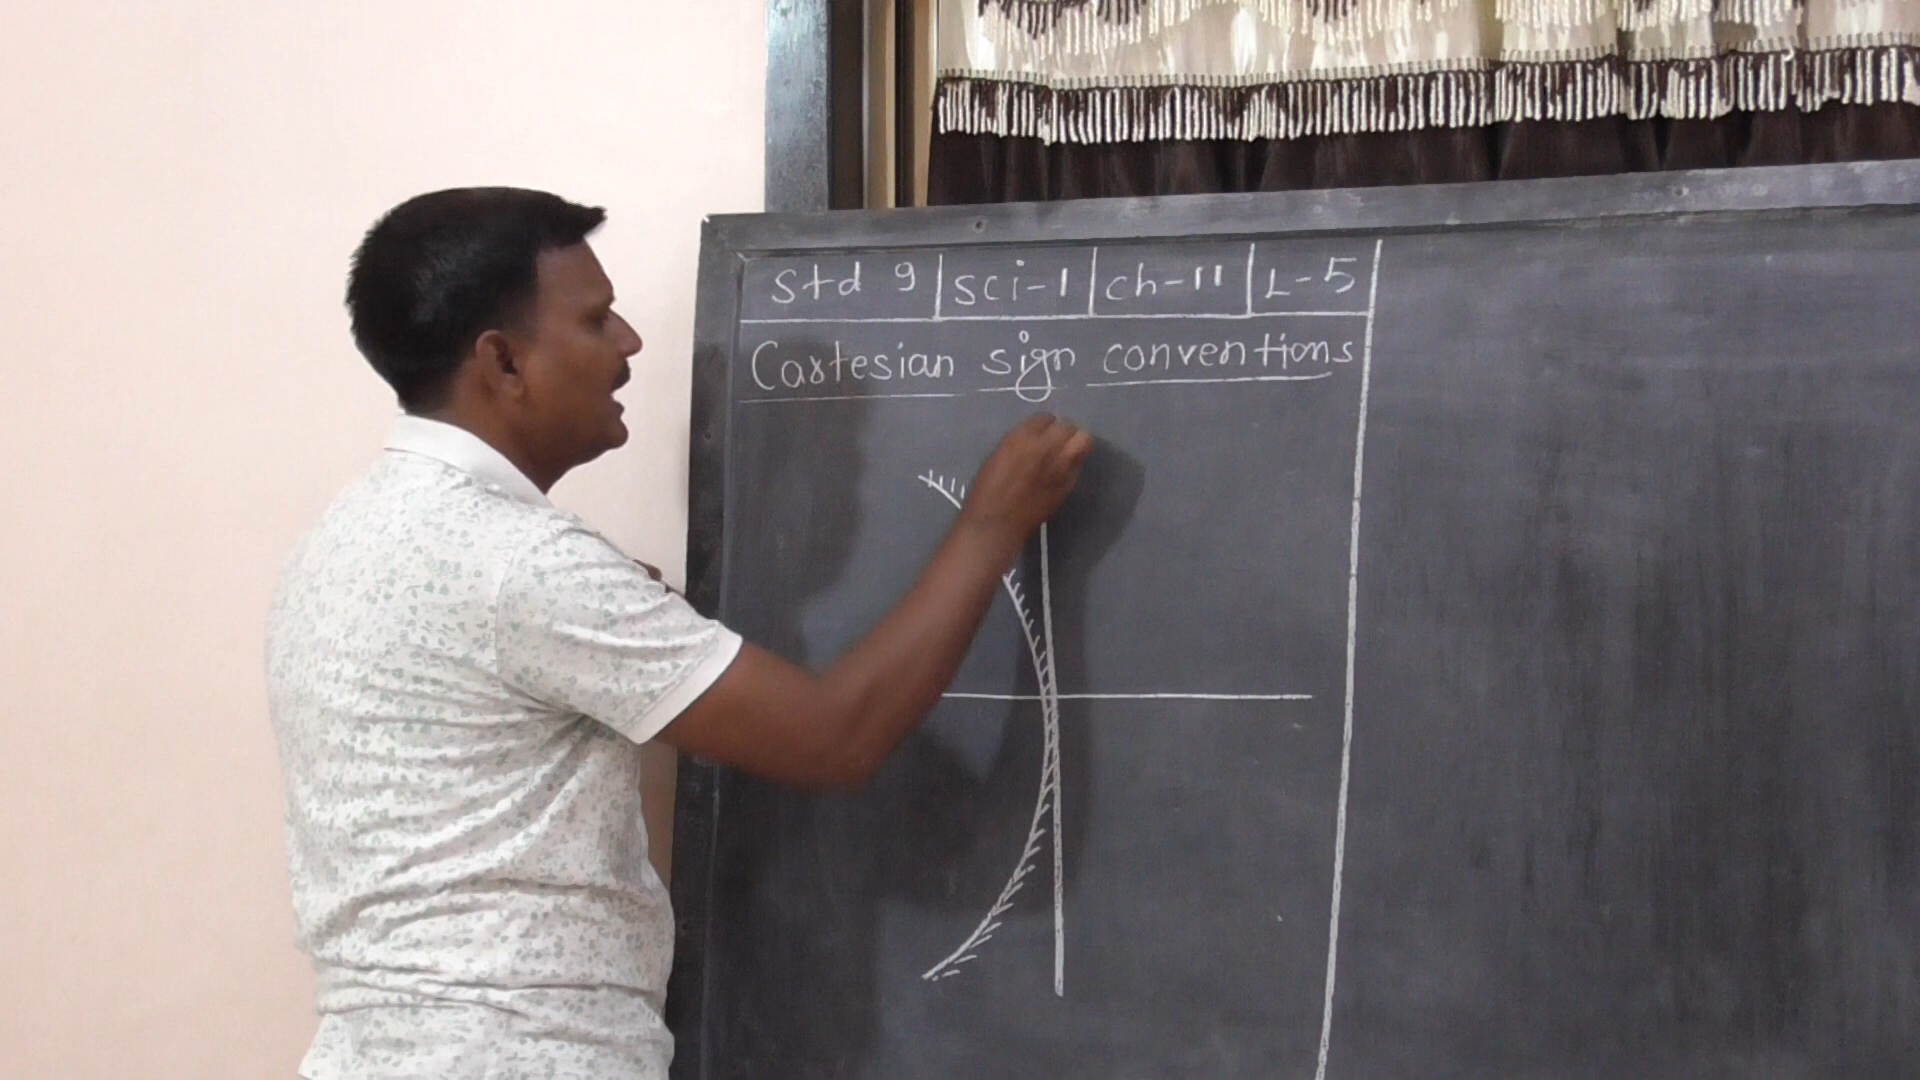 Std 9 | Sci-1 | Ch-11 | L-5
Cartesian sign conventions